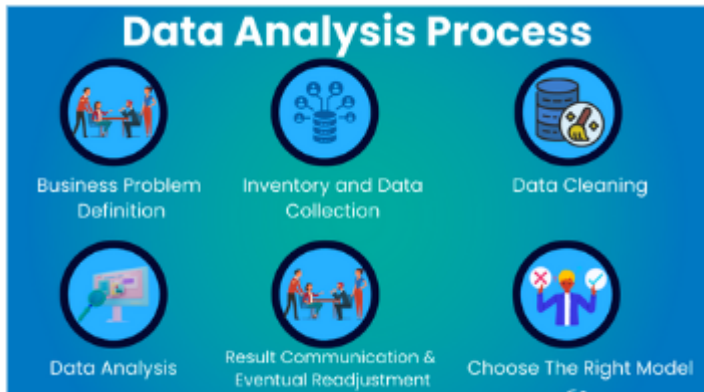 Data Analysis Process
Business Problem
Definition
Inventory and Data
Collection
Data Cleaning
Data Analysis
Result Communication &
Eventual Readjustment
Choose The Right Model